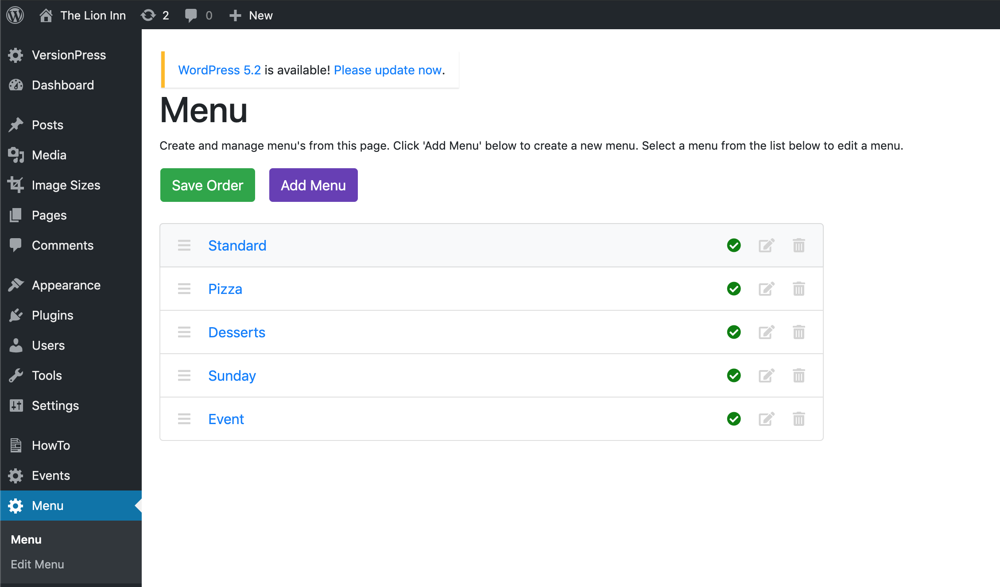 The Lion Inn 2 0 New
VersionPress
Dashboard
Posts
Media
Image Sizes
Pages
Comments
Appearance
Plugins
Users
Tools
Settings
HowTo
Events
Menu
Menu
Edit Menu
WordPress 5.2 is available! Please update now.
Menu
Create and manage menu's from this page. Click 'Add Menu' below to create a new menu. Select a menu from the list below to edit a menu.
Save Order Add Menu
Standard
Pizza
Desserts
Sunday
Event